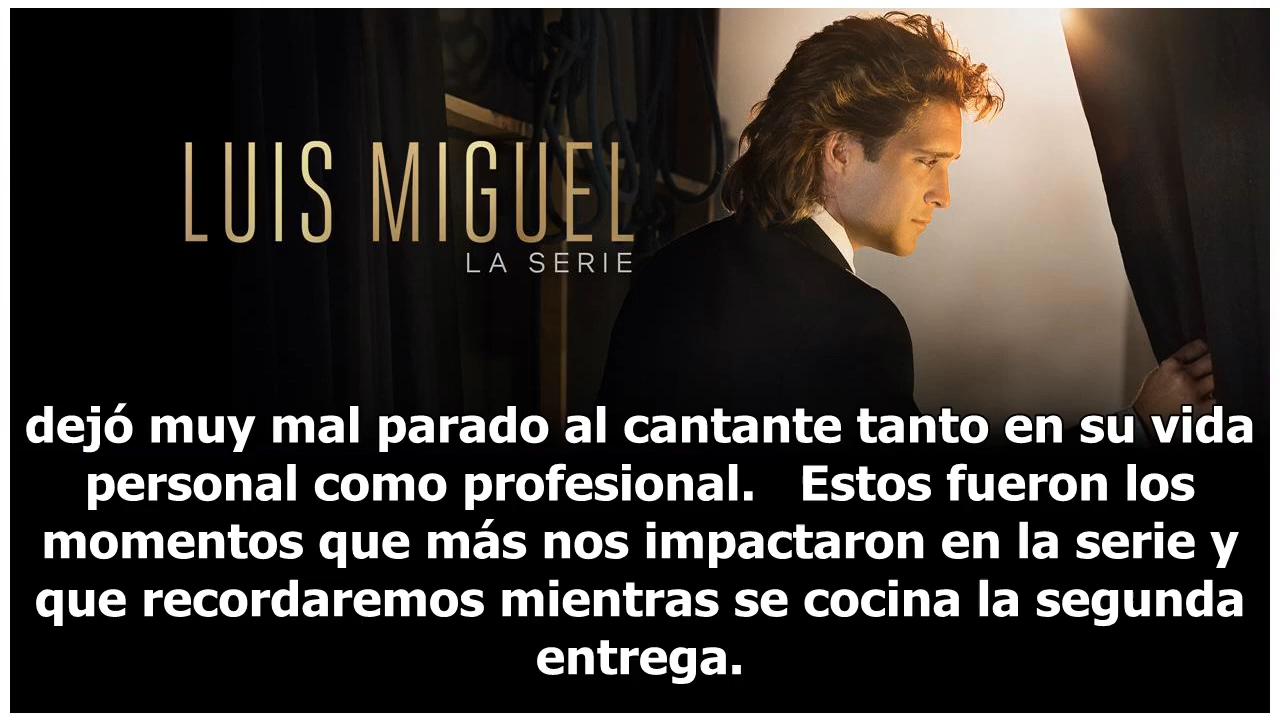 LUIS MIGUEL
LA SERIE
dejó muy mal parado al cantante tanto en su vida
personal como profesional.   Estos fueron los
momentos que más nos impactaron en la serie y
que recordaremos mientras se cocina la segunda
entrega.